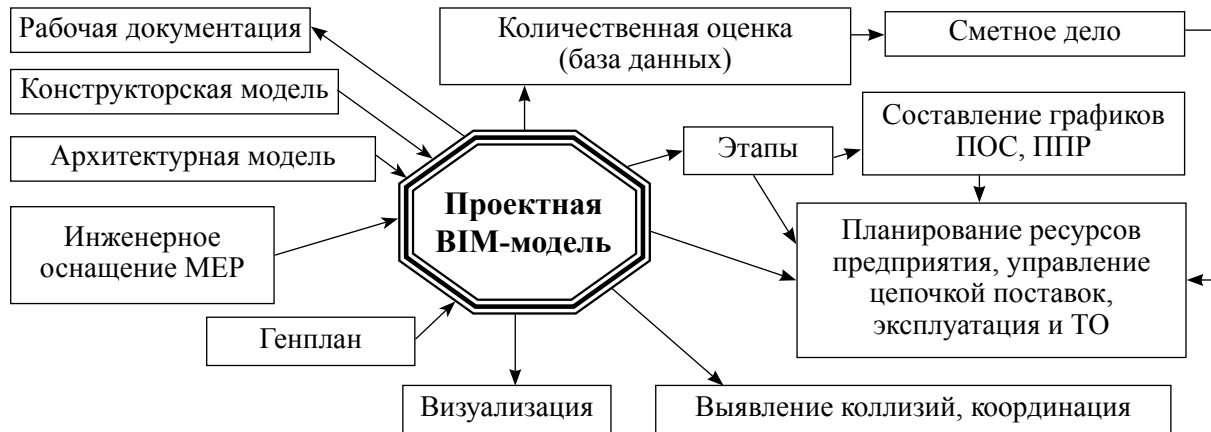 Рабочая документация
Количественная оценка
(база данных)
Сметное дело
Конструкторская модель
Архитектурная модель
Этапы
Составление графиков
ПОС, ППР
Проектная
BIM-модель
Инженерное
оснащение МЕР
Планирование ресурсов
предприятия, управление
цепочкой поставок,
эксплуатация и ТО
Генплан
Визуализация
Выявление коллизий, координация